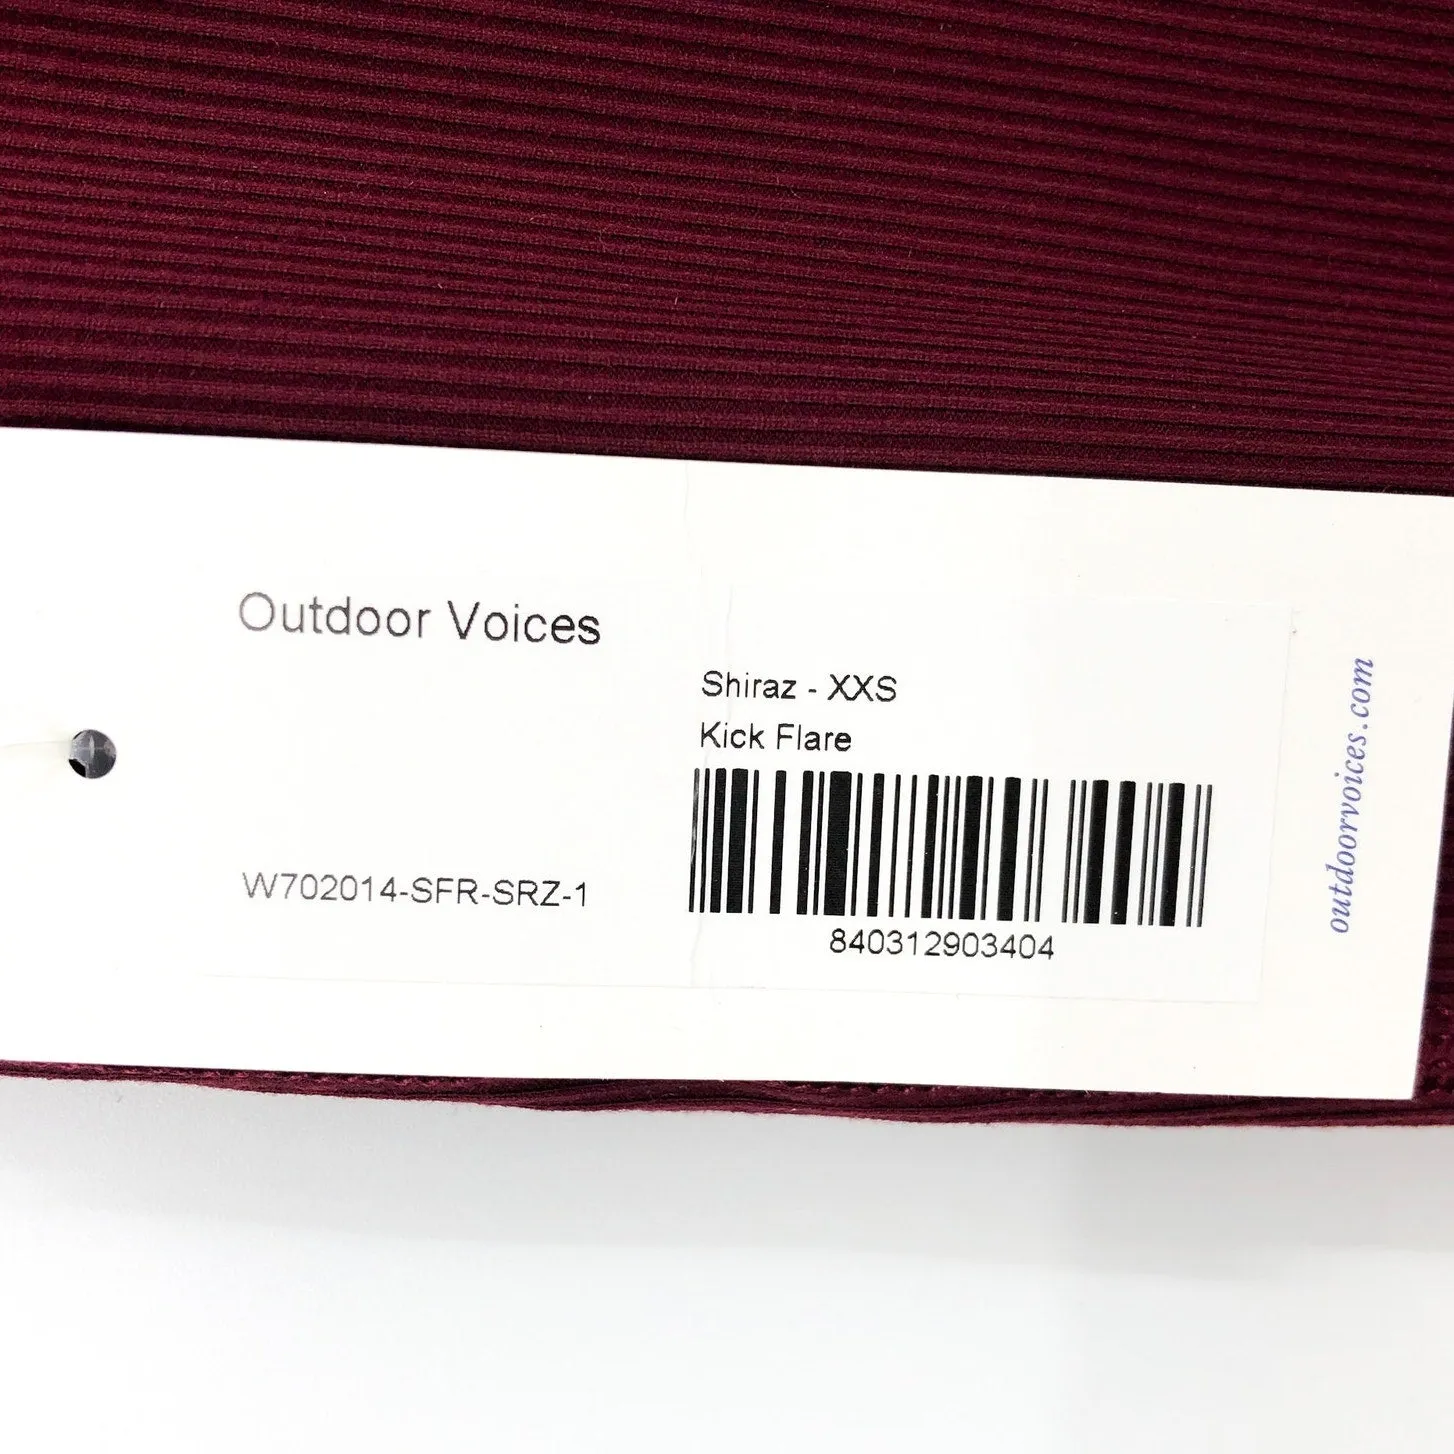 Outdoor Voices
Shiraz - XXS
Kick Flare
W702014-SFR-SRZ-1
840312903404
outdoorvoices.com